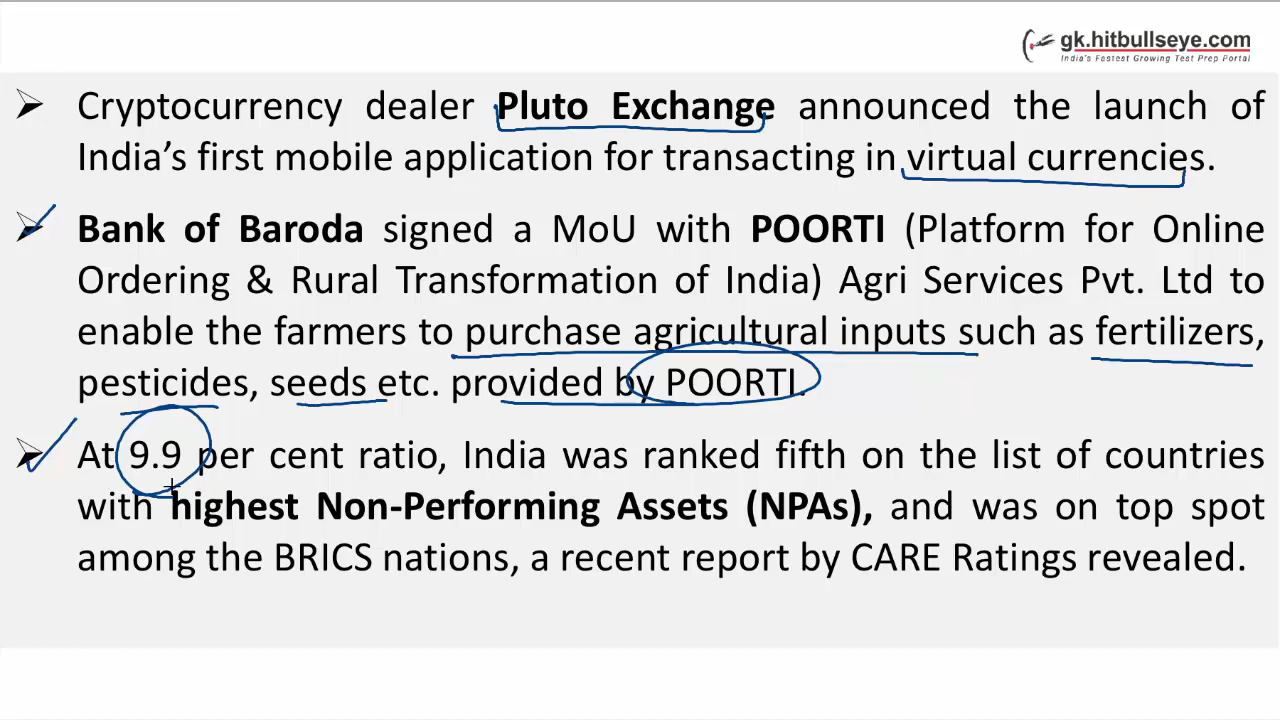 gk.hitbullseye.com
India's Fastest Growing Test Prep Portal
Cryptocurrency dealer Pluto Exchange announced the launch of
India's first mobile application for transacting in virtual currencies.
Bank of Baroda signed a MoU with POORTI (Platform for Online
Ordering & Rural Transformation of India) Agri Services Pvt. Ltd to
enable the farmers to purchase agricultural inputs such as fertilizers,
pesticides, seeds etc. provided by POORTI.
At 9.9 per cent ratio, India was ranked fifth on the list of countries
with highest Non-Performing Assets (NPAs), and was on top spot
among the BRICS nations, a recent report by CARE Ratings revealed.